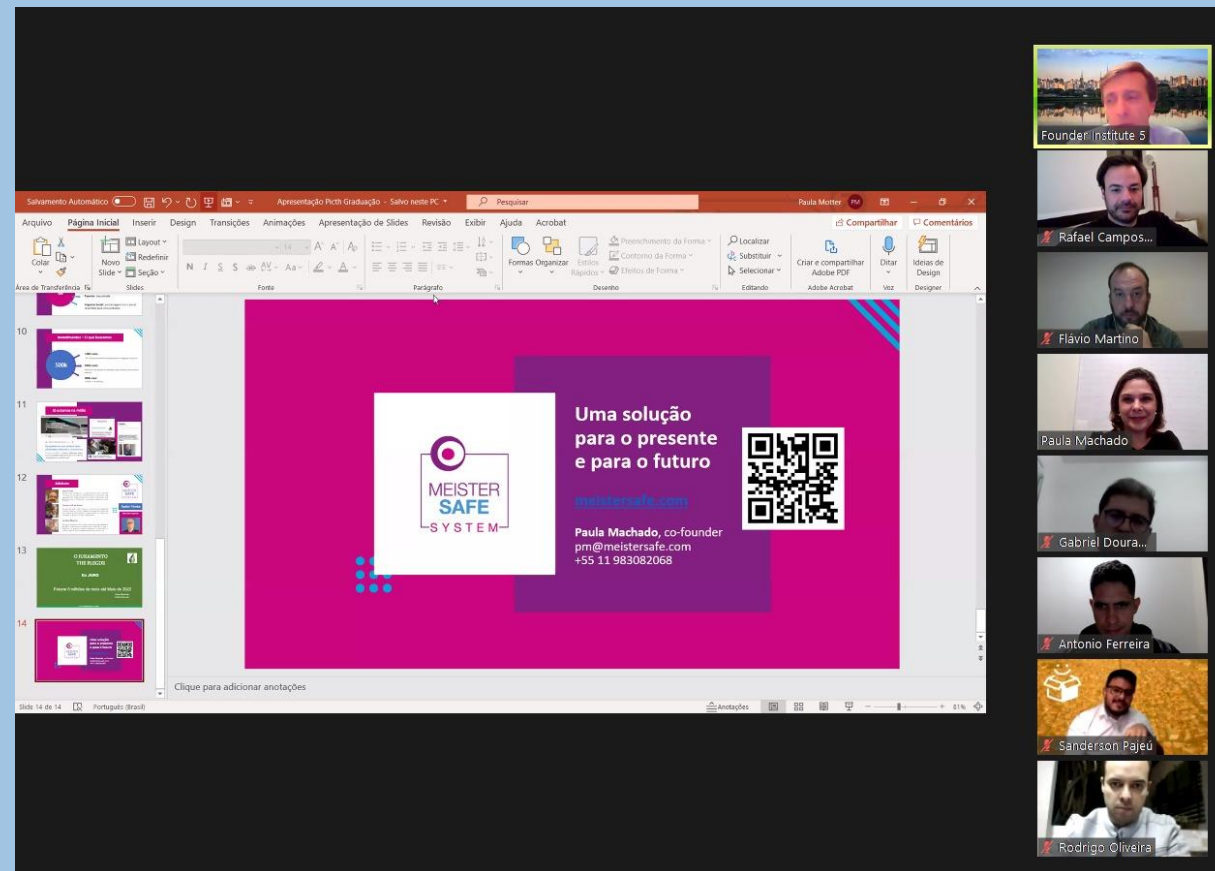 Salvamento Automático
Apresentação Picth Graduação - Salvo neste PC
Pesquisar
Paula Motter
PM
Arquivo Página Inicial Inserir Design Transições Animações Apresentação de Slides Revisão Exibir Ajuda Acrobat
Compartilhar
Comentários
Colar
Novo
Slide
Layout
Redefinir
Seção
14
N I S S
Formas Organizar Estilos
Rápidos
Preenchimento da Forma
Contorno da Forma
Efeitos de Forma
Localizar
Substituir
Selecionar
Criar e compartilhar
Adobe PDF
Ditar
Ideias de
Design
Área de Transferência Slides Fonte Parágrafo Desenho Editando Adobe Acrobat Voz Designer
10
500k
11
12
13
O JURAMENTO
14
MEISTER
SAFE
SYSTEM
Uma solução
para o presente
e para o futuro
meistersafe.com
Paula Machado, co-founder
pm@meistersafe.com
+55 11 983082068
Clique para adicionar anotações
Slide 14 de 14 Português (Brasil)
Anotações
61%
Founder Institute 5
Rafael Campos...
Flávio Martino
Paula Machado
Gabriel Doura...
Antonio Ferreira
Sanderson Pajeú
Rodrigo Oliveira